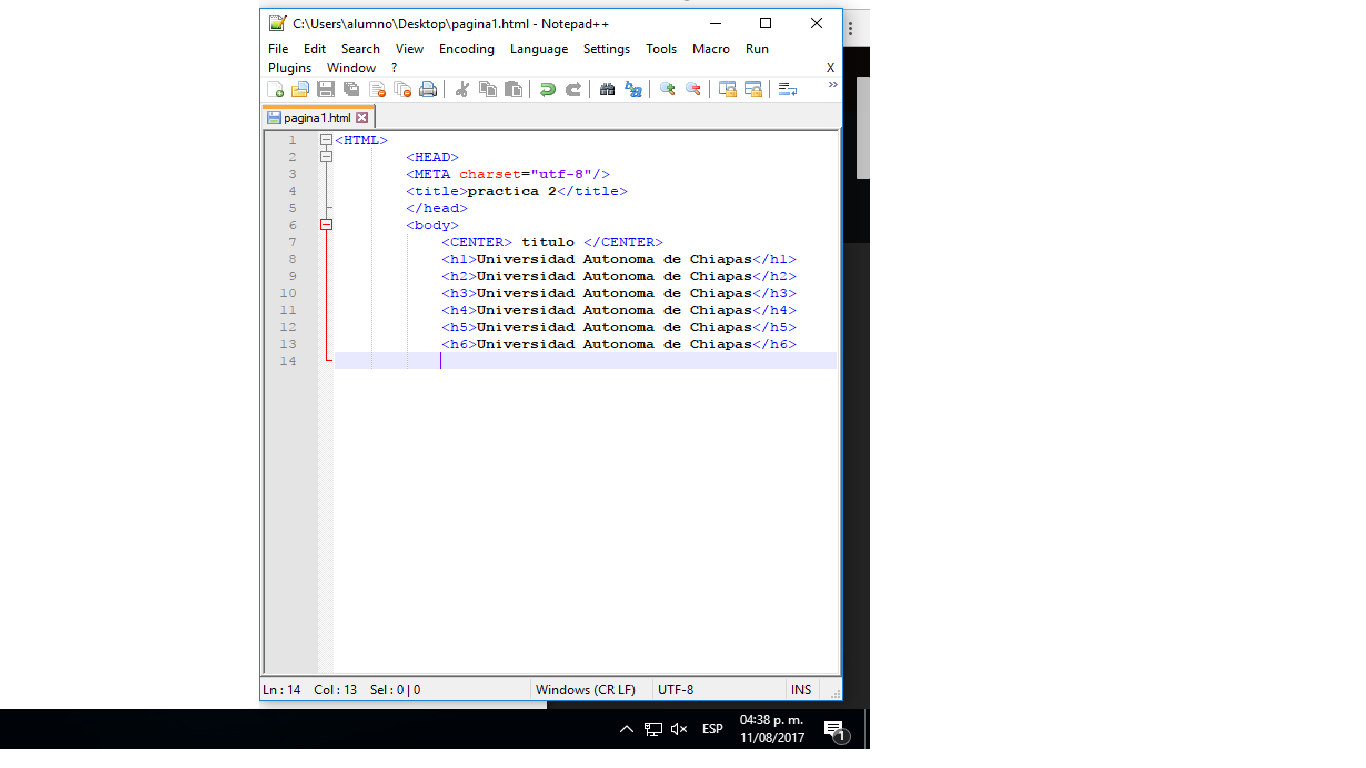 C:\Users\alumno\Desktop\pagina1.html - Notepad++
File Edit Search View Encoding Language Settings Tools Macro Run
Plugins Window ? X
pagina1.html
1 <HTML>
2 <HEAD>
3 <META charset="utf-8"/>
4 <title>practica 2</title>
5 </head>
6 <body>
7 <CENTER> titulo </CENTER>
8 <h1>Universidad Autonoma de Chiapas</h1>
9 <h2>Universidad Autonoma de Chiapas</h2>
10 <h3>Universidad Autonoma de Chiapas</h3>
11 <h4>Universidad Autonoma de Chiapas</h4>
12 <h5>Universidad Autonoma de Chiapas</h5>
13 <h6>Universidad Autonoma de Chiapas</h6>
14
Ln : 14 Col : 13 Sel : 0 | 0 Windows (CR LF) UTF-8 INS
ESP 04:38 p. m.
11/08/2017 1